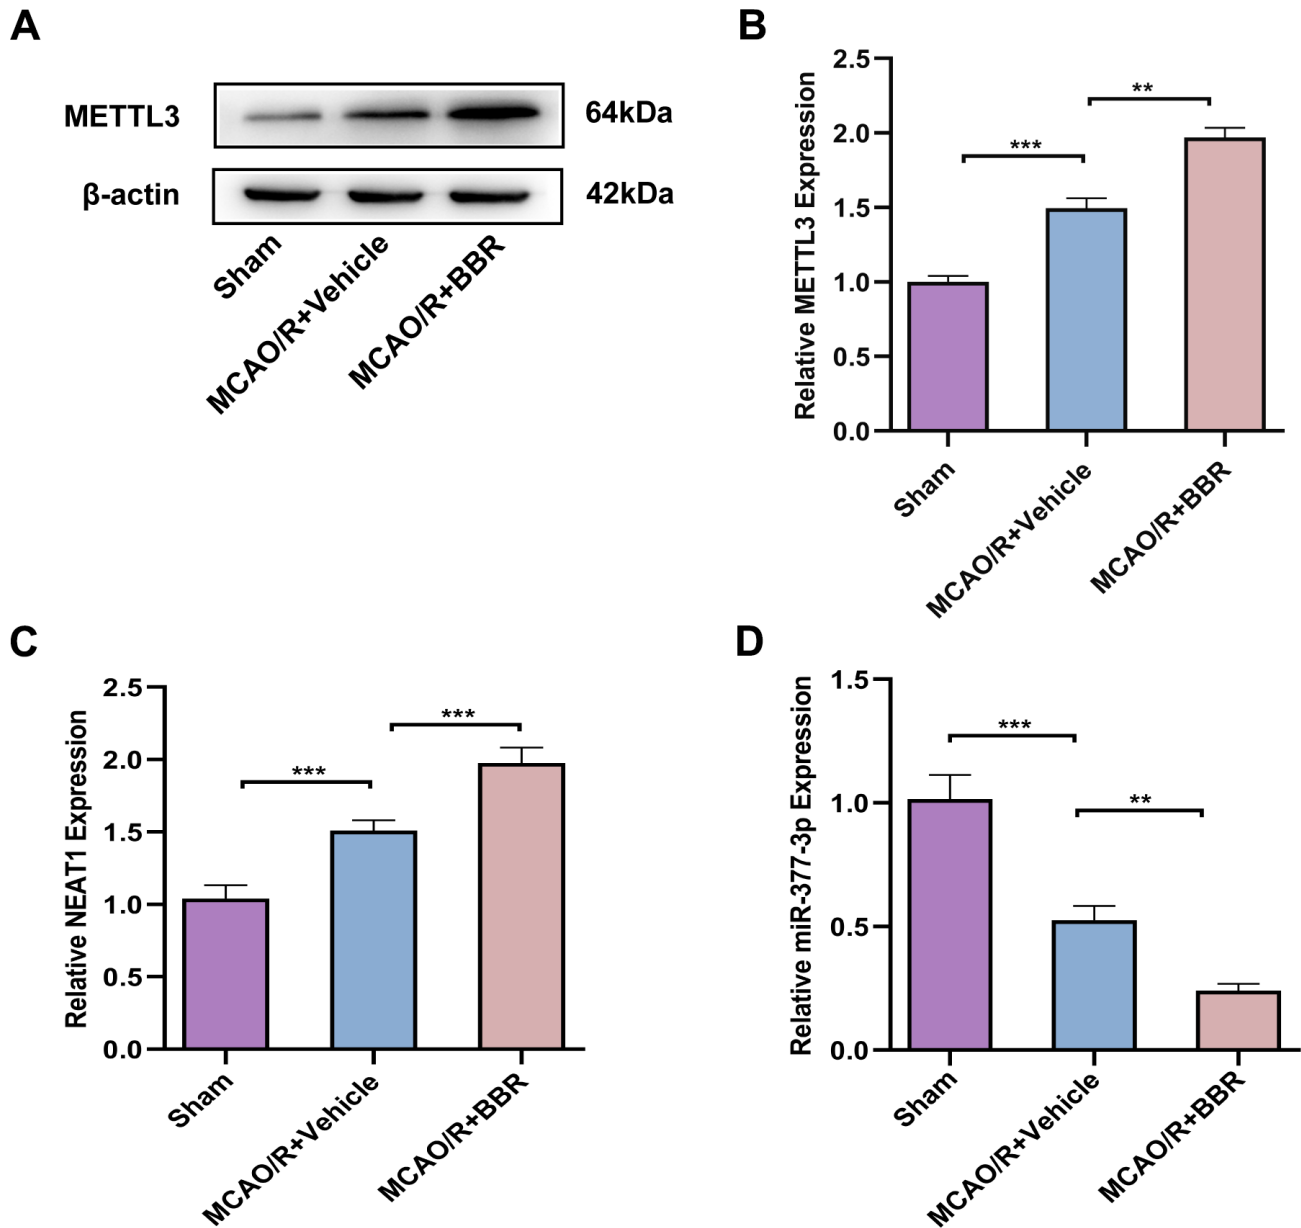 A
METTL3
64kDa
β-actin
42kDa
Sham
MCAO/R+Vehicle
MCAO/R+BBR
B
Relative METTL3 Expression
2.5
2.0
1.5
1.0
0.5
0.0
***
**
Sham
MCAO/R+Vehicle
MCAO/R+BBR
C
Relative NEAT1 Expression
2.5
2.0
1.5
1.0
0.5
0.0
***
***
Sham
MCAO/R+Vehicle
MCAO/R+BBR
D
Relative miR-377-3p Expression
1.5
1.0
0.5
0.0
***
**
Sham
MCAO/R+Vehicle
MCAO/R+BBR